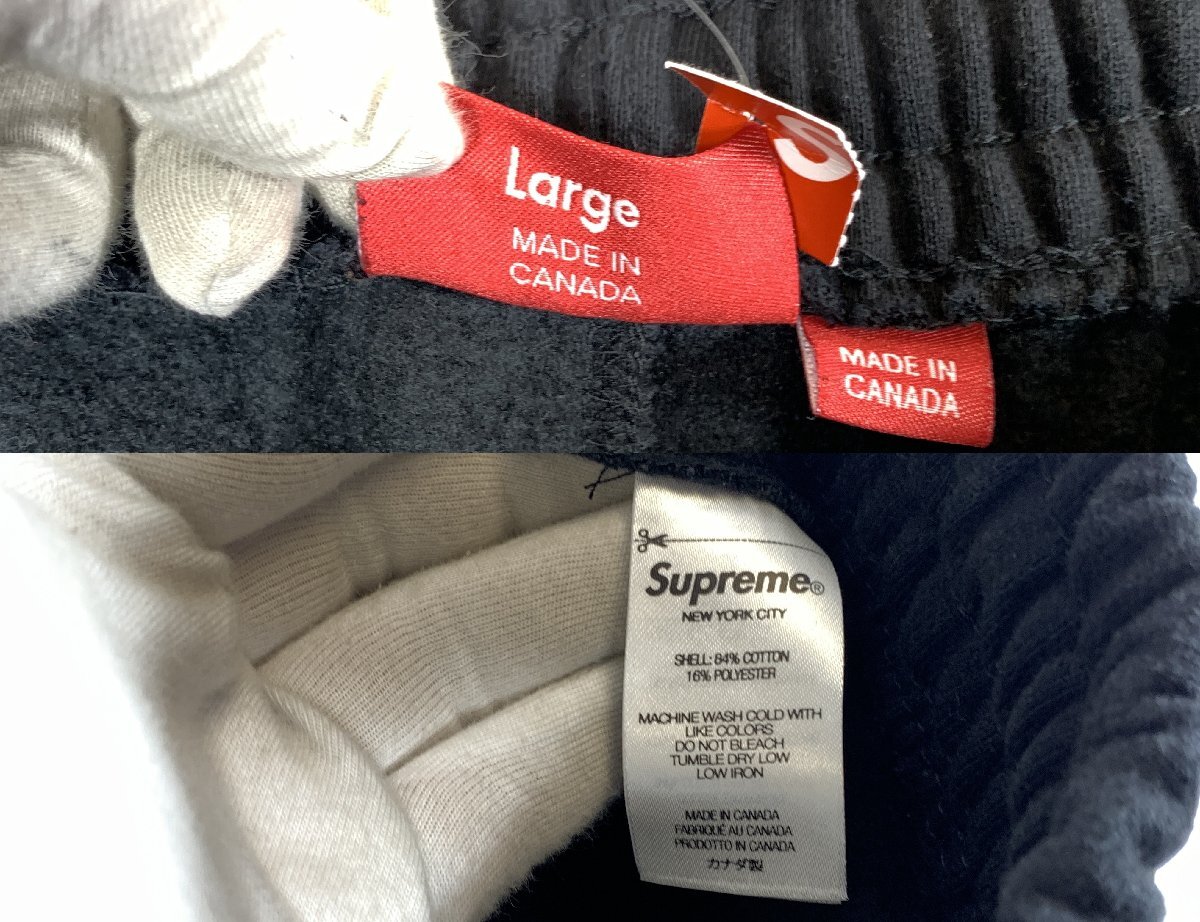 Large
MADE IN
CANADA
S
MADE IN
CANADA
Supreme®
NEW YORK CITY
SHELL: 84% COTTON
16% POLYESTER
MACHINE WASH COLD WITH
LIKE COLORS
DO NOT BLEACH
TUMBLE DRY LOW
LOW IRON
MADE IN CANADA
FABRIQUÉ AU CANADA
PRODOTTO IN CANADA
カナダ製